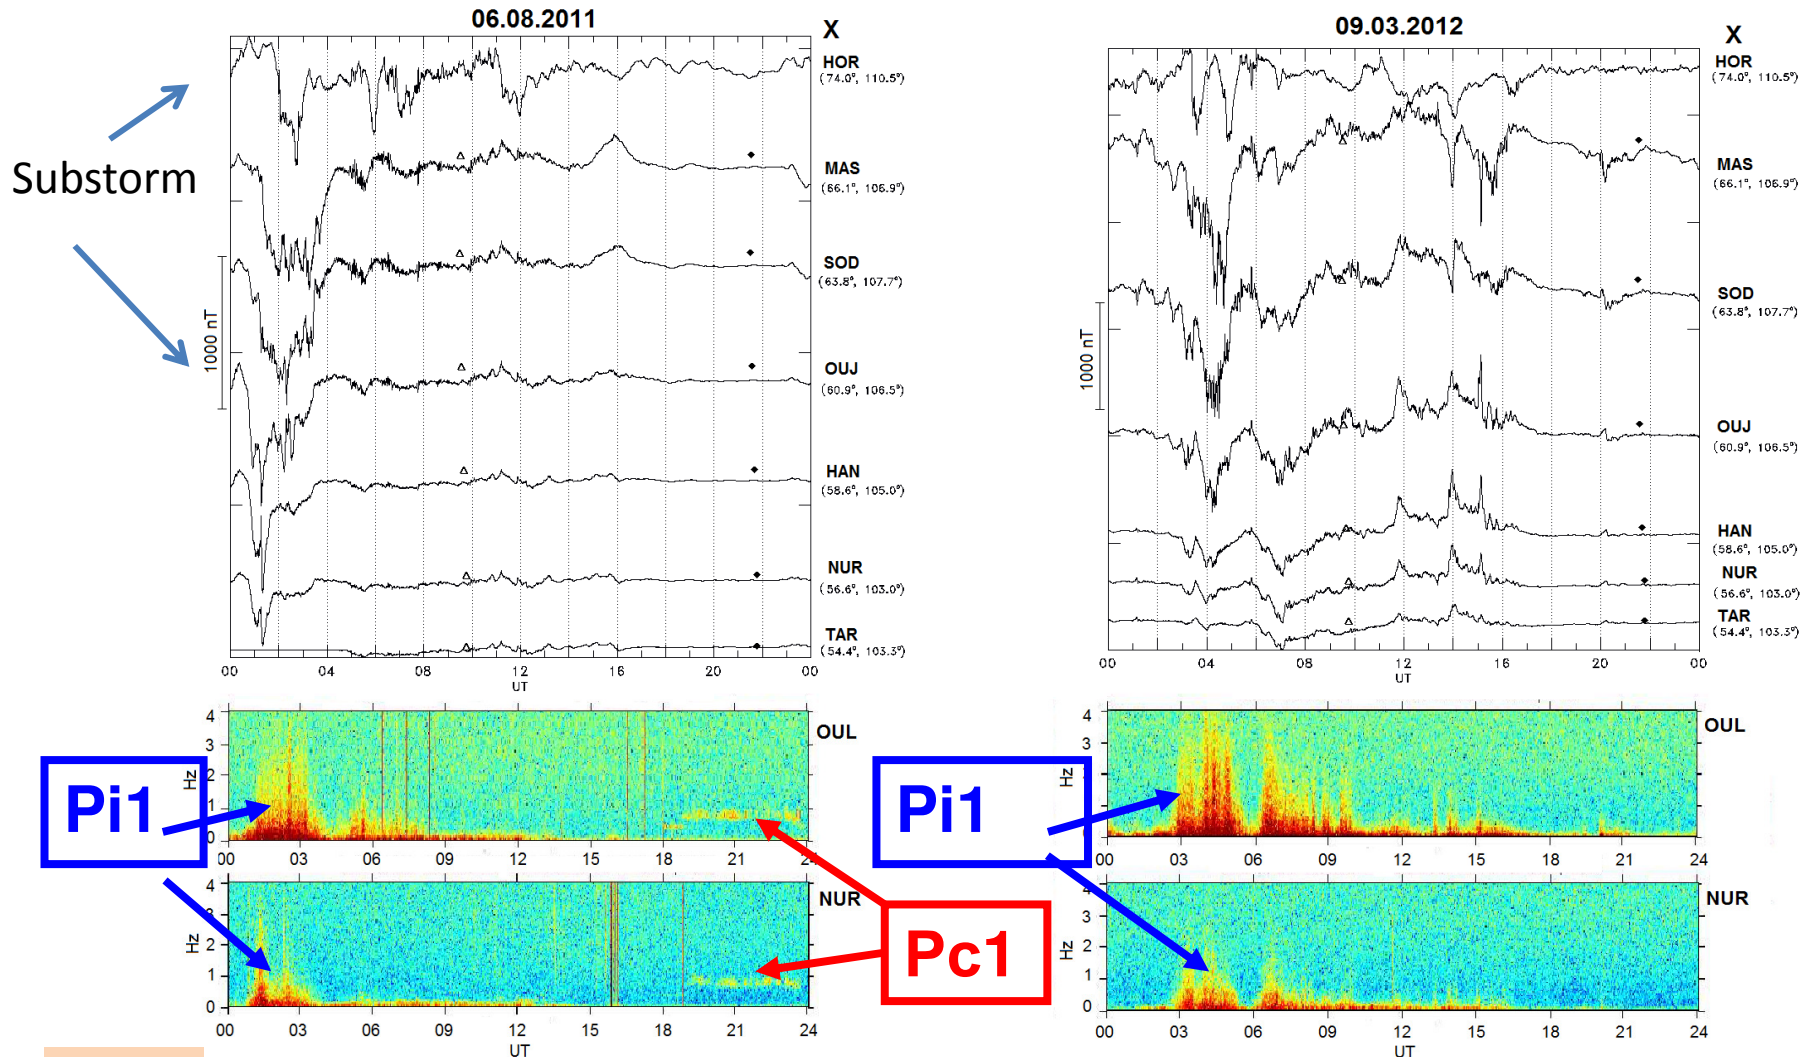 06.08.2011
X
HOR
(74.0°, 110.5°)
MAS
(66.1°, 106.9°)
SOD
(63.8°, 107.7°)
OUJ
(60.9°, 106.5°)
HAN
(58.6°, 105.0°)
NUR
(56.6°, 103.0°)
TAR
(54.4°, 103.3°)
Substorm
1000 nT
00 04 08 12 16 20 00
UT
09.03.2012
X
HOR
(74.0°, 110.5°)
MAS
(66.1°, 106.9°)
SOD
(63.8°, 107.7°)
OUJ
(60.9°, 106.5°)
HAN
(58.6°, 105.0°)
NUR
(56.6°, 103.0°)
TAR
(54.4°, 103.3°)
1000 nT
00 04 08 12 16 20 00
UT
OUL
4
3
2
1
0
Hz
00 03 06 09 12 15 18 21 24
Pi1
NUR
4
3
2
1
0
Hz
00 03 06 09 12 15 18 21 24
UT
Pc1
OUL
4
3
2
1
0
Hz
00 03 06 09 12 15 18 21 24
Pi1
NUR
4
3
2
1
0
Hz
00 03 06 09 12 15 18 21 24
UT